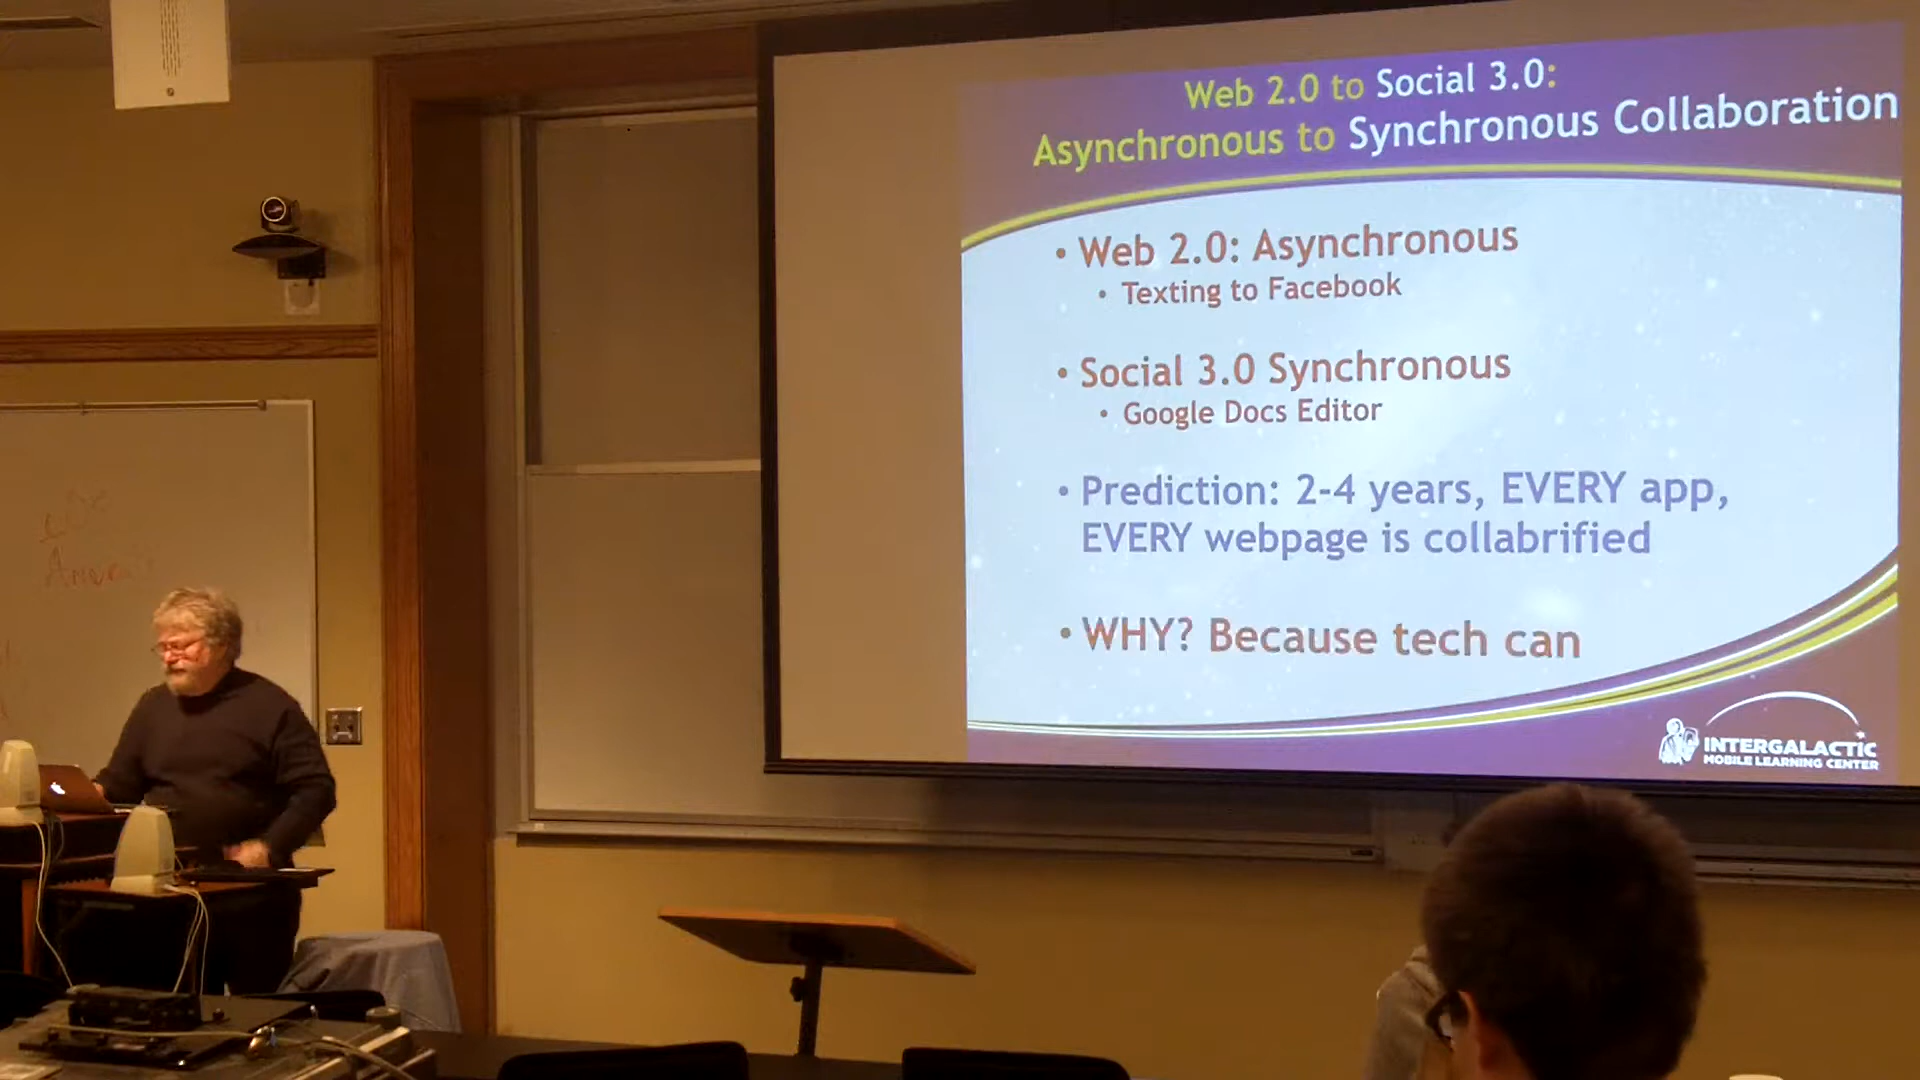 Web 2.0 to Social 3.0:
Asynchronous to Synchronous Collaboration
• Web 2.0: Asynchronous
• Texting to Facebook
• Social 3.0 Synchronous
• Google Docs Editor
• Prediction: 2-4 years, EVERY app,
EVERY webpage is collabrified
• WHY? Because tech can
INTERGALACTIC
MOBILE LEARNING CENTER